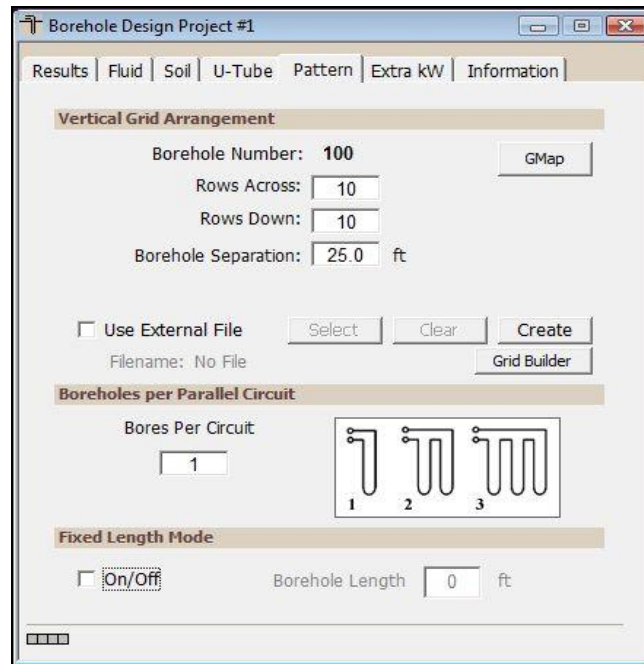 Borehole Design Project #1
Results Fluid Soil U-Tube Pattern Extra kW Information
Vertical Grid Arrangement
Borehole Number: 100
GMap
Rows Across: 10
Rows Down: 10
Borehole Separation: 25.0 ft
Use External File Select Clear Create
Filename: No File Grid Builder
Boreholes per Parallel Circuit
Bores Per Circuit
1
1 2 3
Fixed Length Mode
On/Off Borehole Length 0 ft